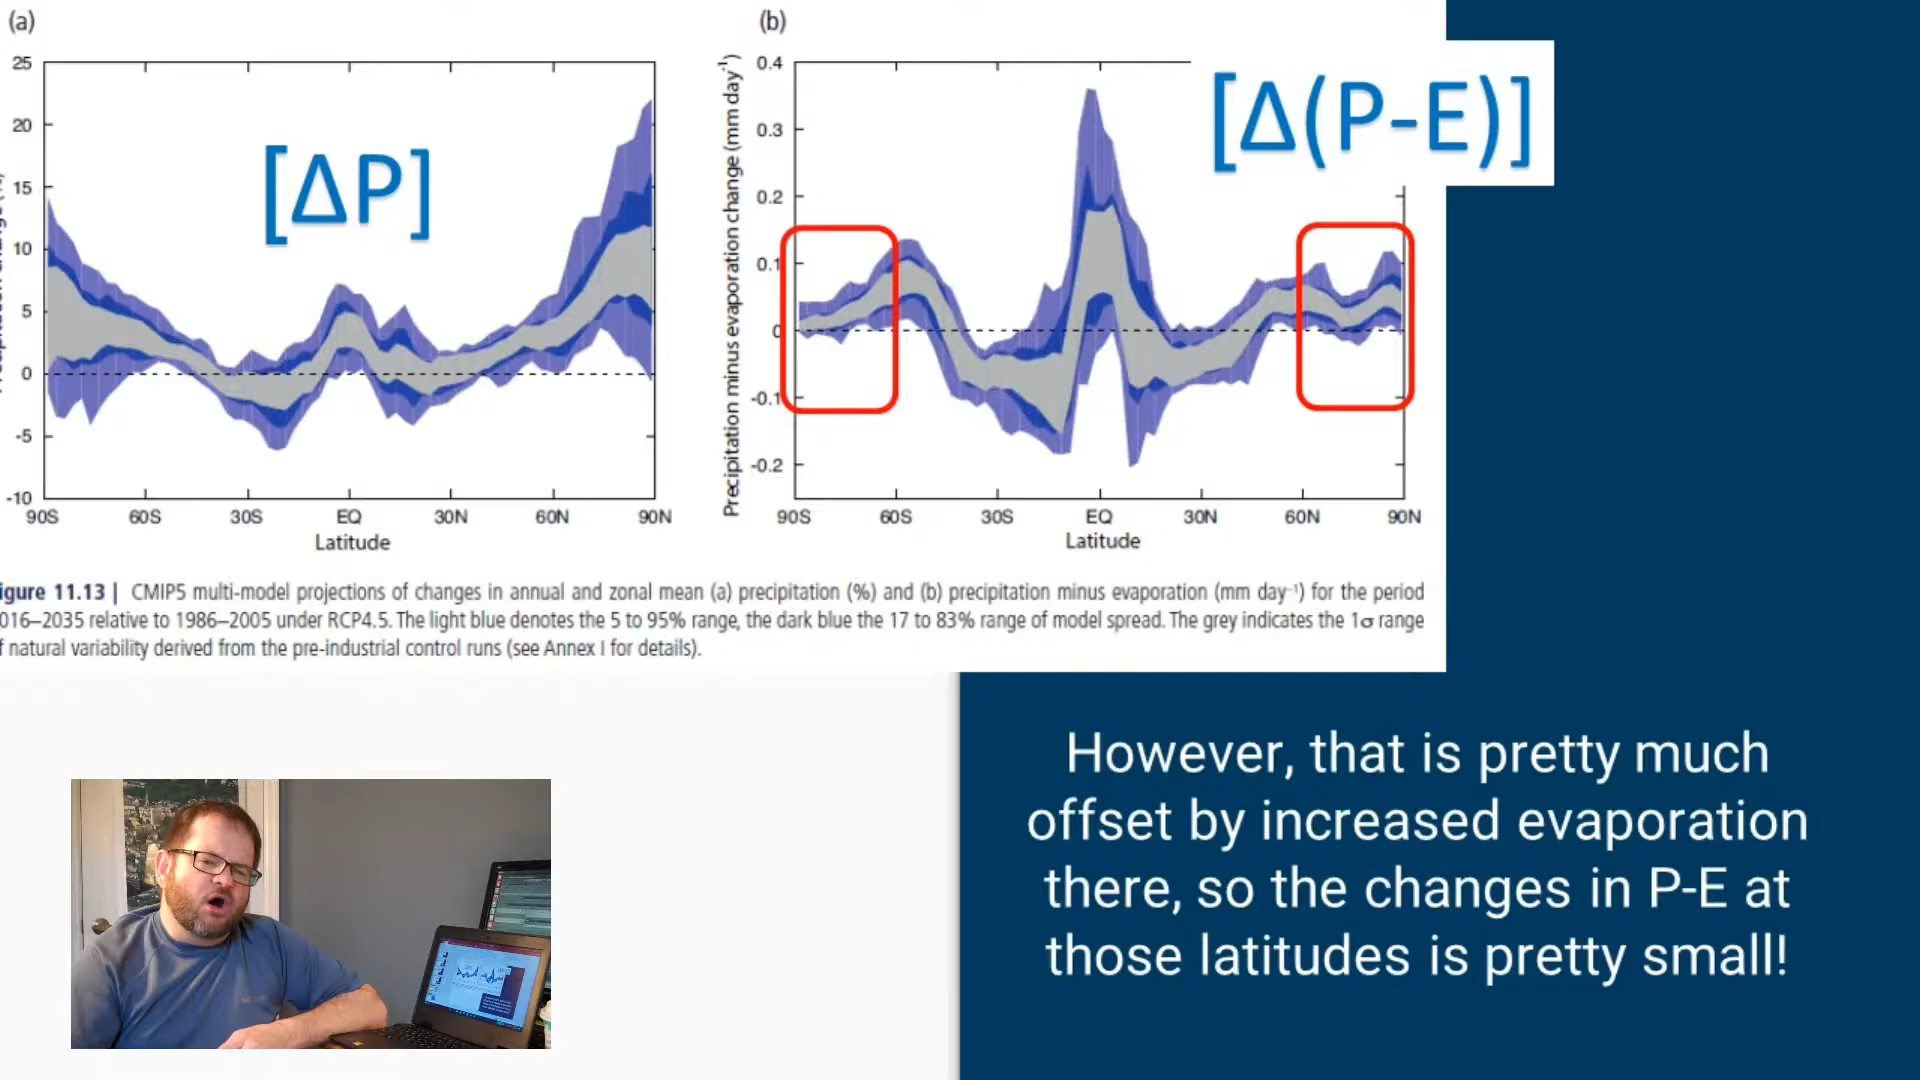 (a)
(b)
25
20
15
10
5
0
-5
-10
[ΔP]
90S 60S 30S EQ 30N 60N 90N
Latitude
Precipitation minus evaporation change (mm day⁻¹)
0.4
0.3
0.2
0.1
0
-0.1
-0.2
[Δ(P-E)]
90S 60S 30S EQ 30N 60N 90N
Latitude
igure 11.13 | CMIP5 multi-model projections of changes in annual and zonal mean (a) precipitation (%) and (b) precipitation minus evaporation (mm day⁻¹) for the period
016–2035 relative to 1986–2005 under RCP4.5. The light blue denotes the 5 to 95% range, the dark blue the 17 to 83% range of model spread. The grey indicates the 1σ range
f natural variability derived from the pre-industrial control runs (see Annex I for details).
However, that is pretty much
offset by increased evaporation
there, so the changes in P-E at
those latitudes is pretty small!